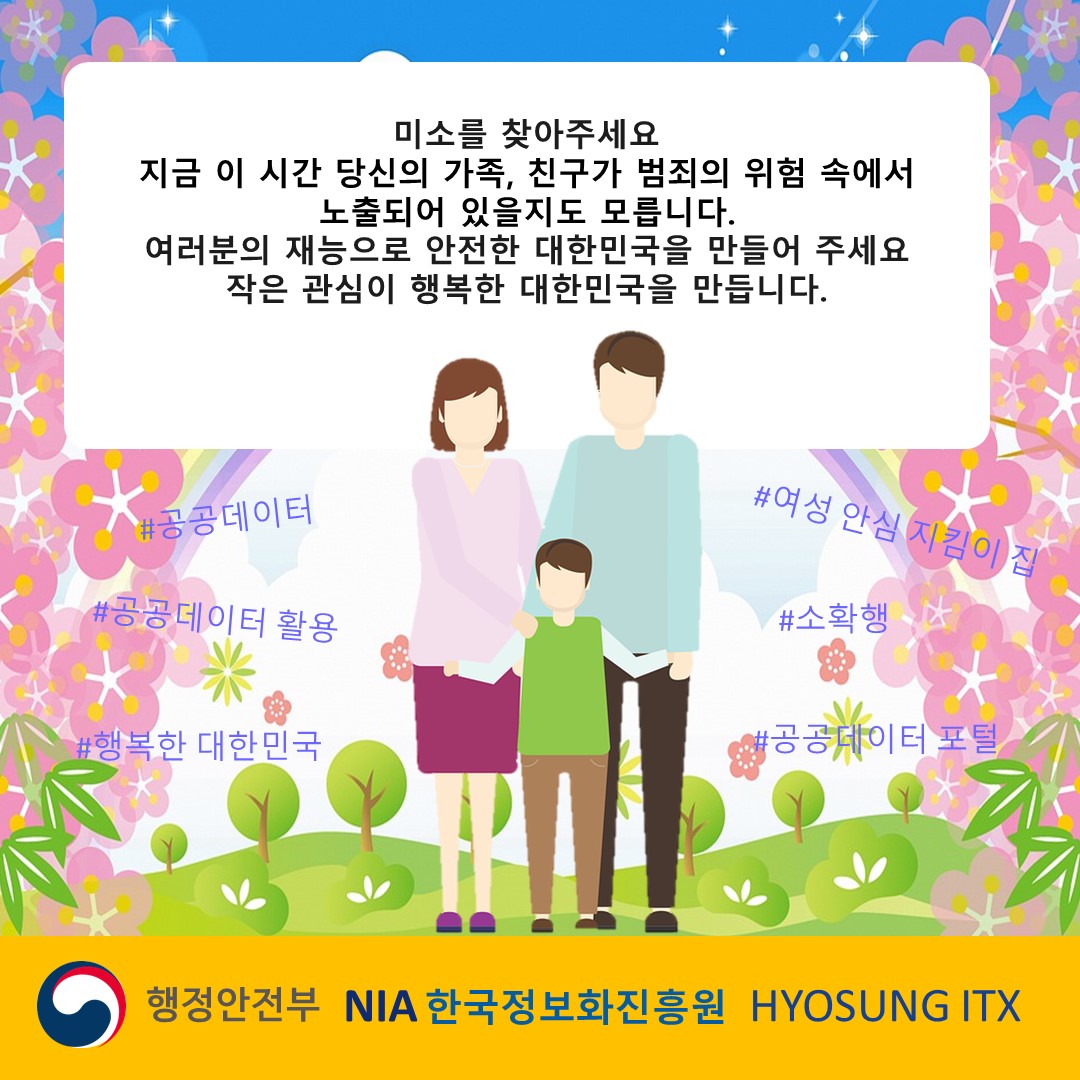 미소를 찾아주세요
지금 이 시간 당신의 가족, 친구가 범죄의 위험 속에서
노출되어 있을지도 모릅니다.
여러분의 재능으로 안전한 대한민국을 만들어 주세요
작은 관심이 행복한 대한민국을 만듭니다.
#공공데이터
#여성 안심 지킴이 집
#공공데이터 활용
#소확행
#행복한 대한민국
#공공데이터 포털
행정안전부 NIA 한국정보화진흥원 HYOSUNG ITX